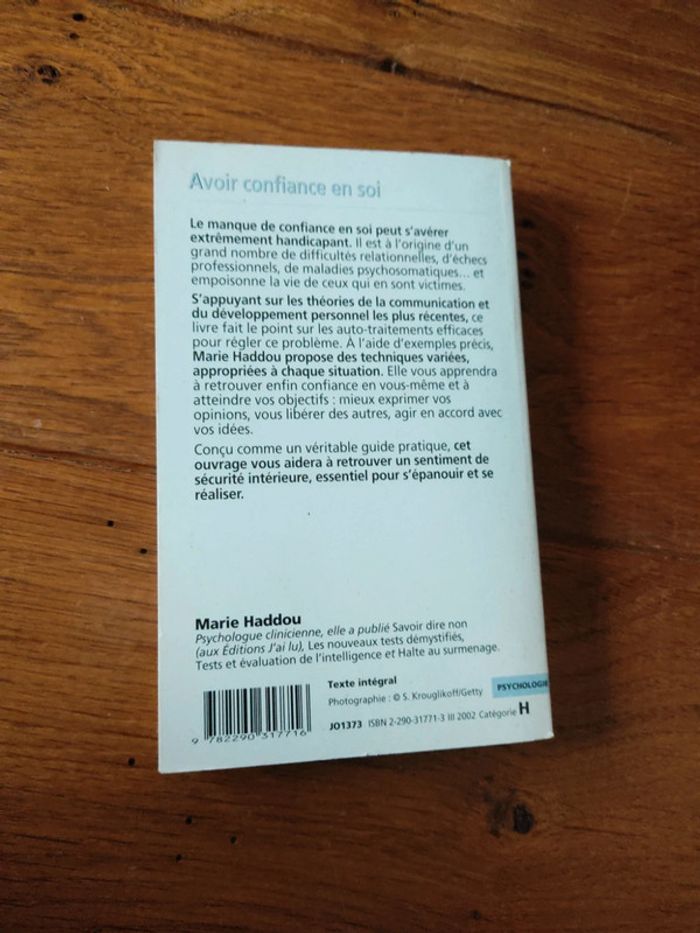 Avoir confiance en soi
Le manque de confiance en soi peut s'avérer
extrêmement handicapant. Il est à l'origine d'un
grand nombre de difficultés relationnelles, d'échecs
professionnels, de maladies psychosomatiques... et
empoisonne la vie de ceux qui en sont victimes.
S'appuyant sur les théories de la communication et
du développement personnel les plus récentes, ce
livre fait le point sur les auto-traitements efficaces
pour régler ce problème. À l'aide d'exemples précis,
Marie Haddou propose des techniques variées,
appropriées à chaque situation. Elle vous apprendra
à retrouver enfin confiance en vous-même et à
atteindre vos objectifs : mieux exprimer vos
opinions, vous libérer des autres, agir en accord avec
vos idées.
Conçu comme un véritable guide pratique, cet
ouvrage vous aidera à retrouver un sentiment de
sécurité intérieure, essentiel pour s'épanouir et se
réaliser.
Marie Haddou
Psychologue clinicienne, elle a publié Savoir dire non
(aux Éditions J'ai lu), Les nouveaux tests démystifiés,
Tests et évaluation de l'intelligence et Halte au surmenage.
Texte intégral
Photographie : © S. Krouglikoff/Getty
PSYCHOLOGIE
JO1373 ISBN 2-290-31771-3 III 2002 Catégorie H
9 782290 317716